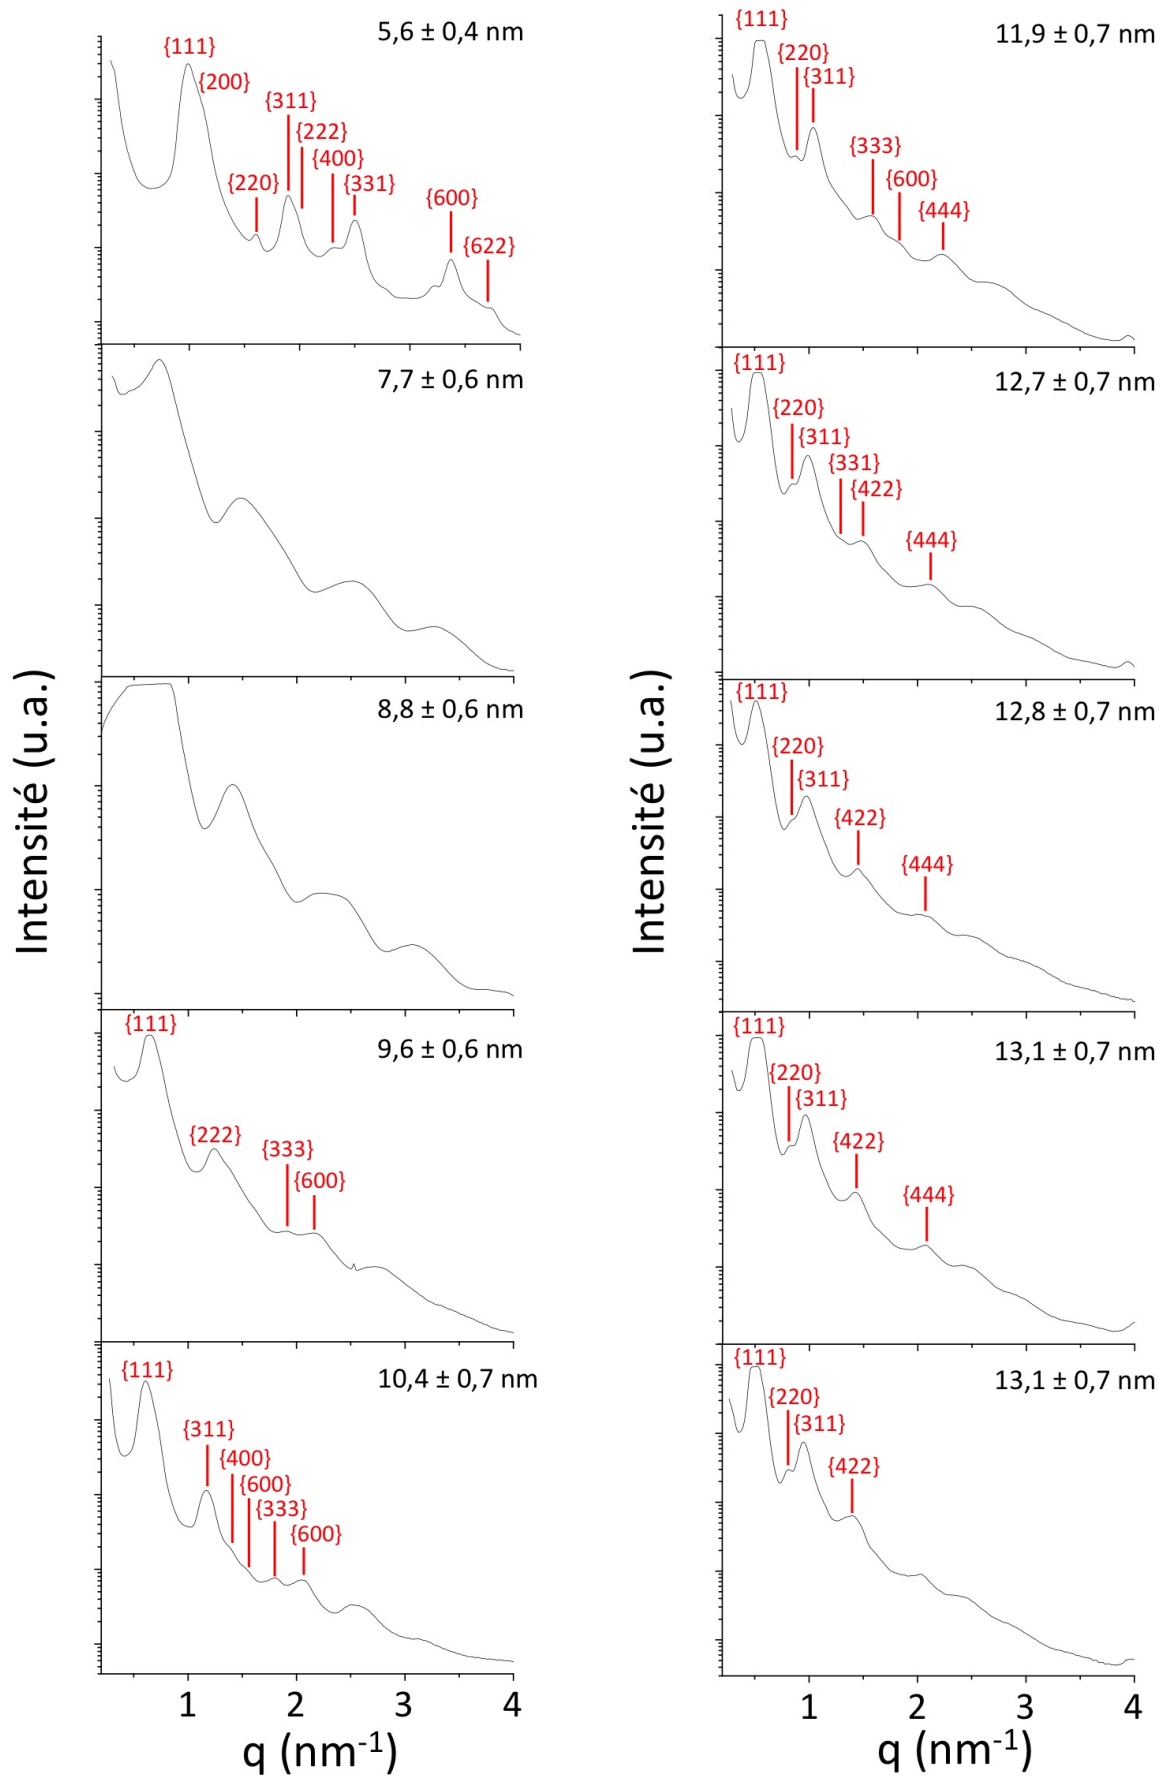 5,6 ± 0,4 nm
{111}
{200}
{311}
{222}
{400}
{220}
{331}
{600}
{622}
7,7 ± 0,6 nm
8,8 ± 0,6 nm
9,6 ± 0,6 nm
{111}
{222}
{333}
{600}
10,4 ± 0,7 nm
{111}
{311}
{400}
{600}
{333}
{600}
Intensité (u.a.)
1 2 3 4
q (nm⁻¹)
11,9 ± 0,7 nm
{111}
{220}
{311}
{333}
{600}
{444}
12,7 ± 0,7 nm
{111}
{220}
{311}
{331}
{422}
{444}
12,8 ± 0,7 nm
{111}
{220}
{311}
{422}
{444}
13,1 ± 0,7 nm
{111}
{220}
{311}
{422}
{444}
13,1 ± 0,7 nm
{111}
{220}
{311}
{422}
Intensité (u.a.)
1 2 3 4
q (nm⁻¹)